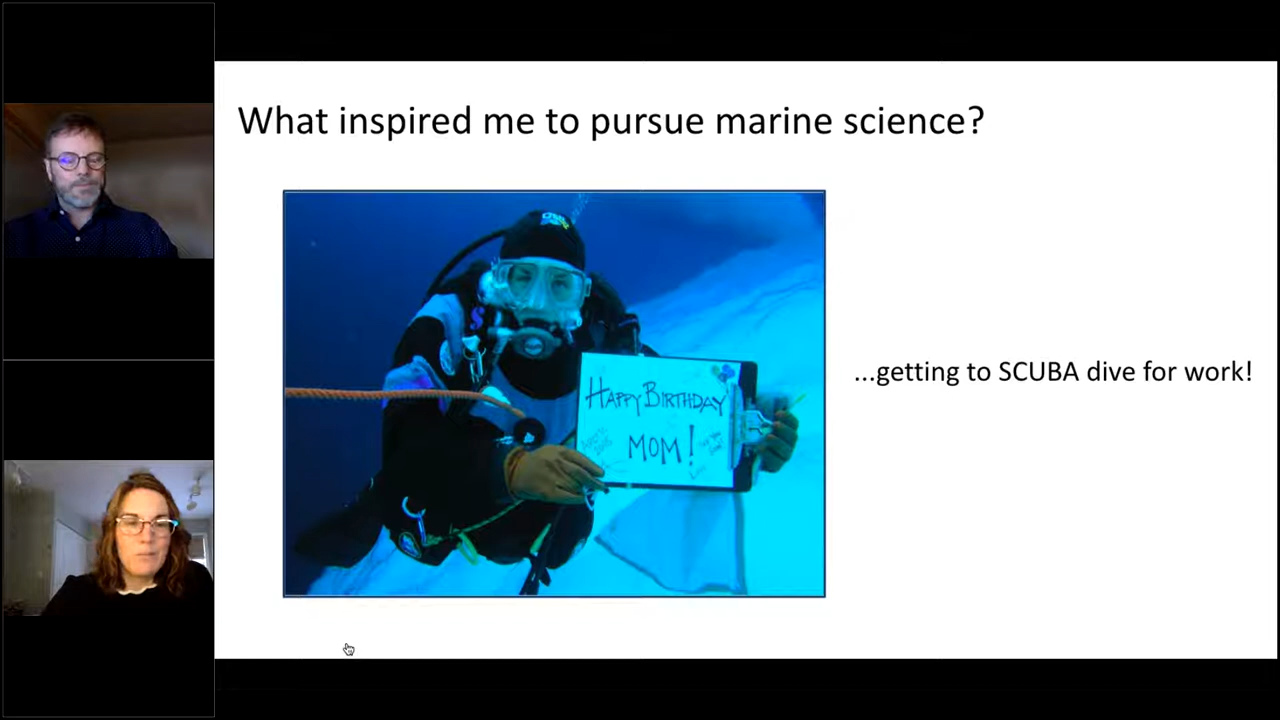 What inspired me to pursue marine science?
HAPPY BIRTHDAY
MOM!
...getting to SCUBA dive for work!